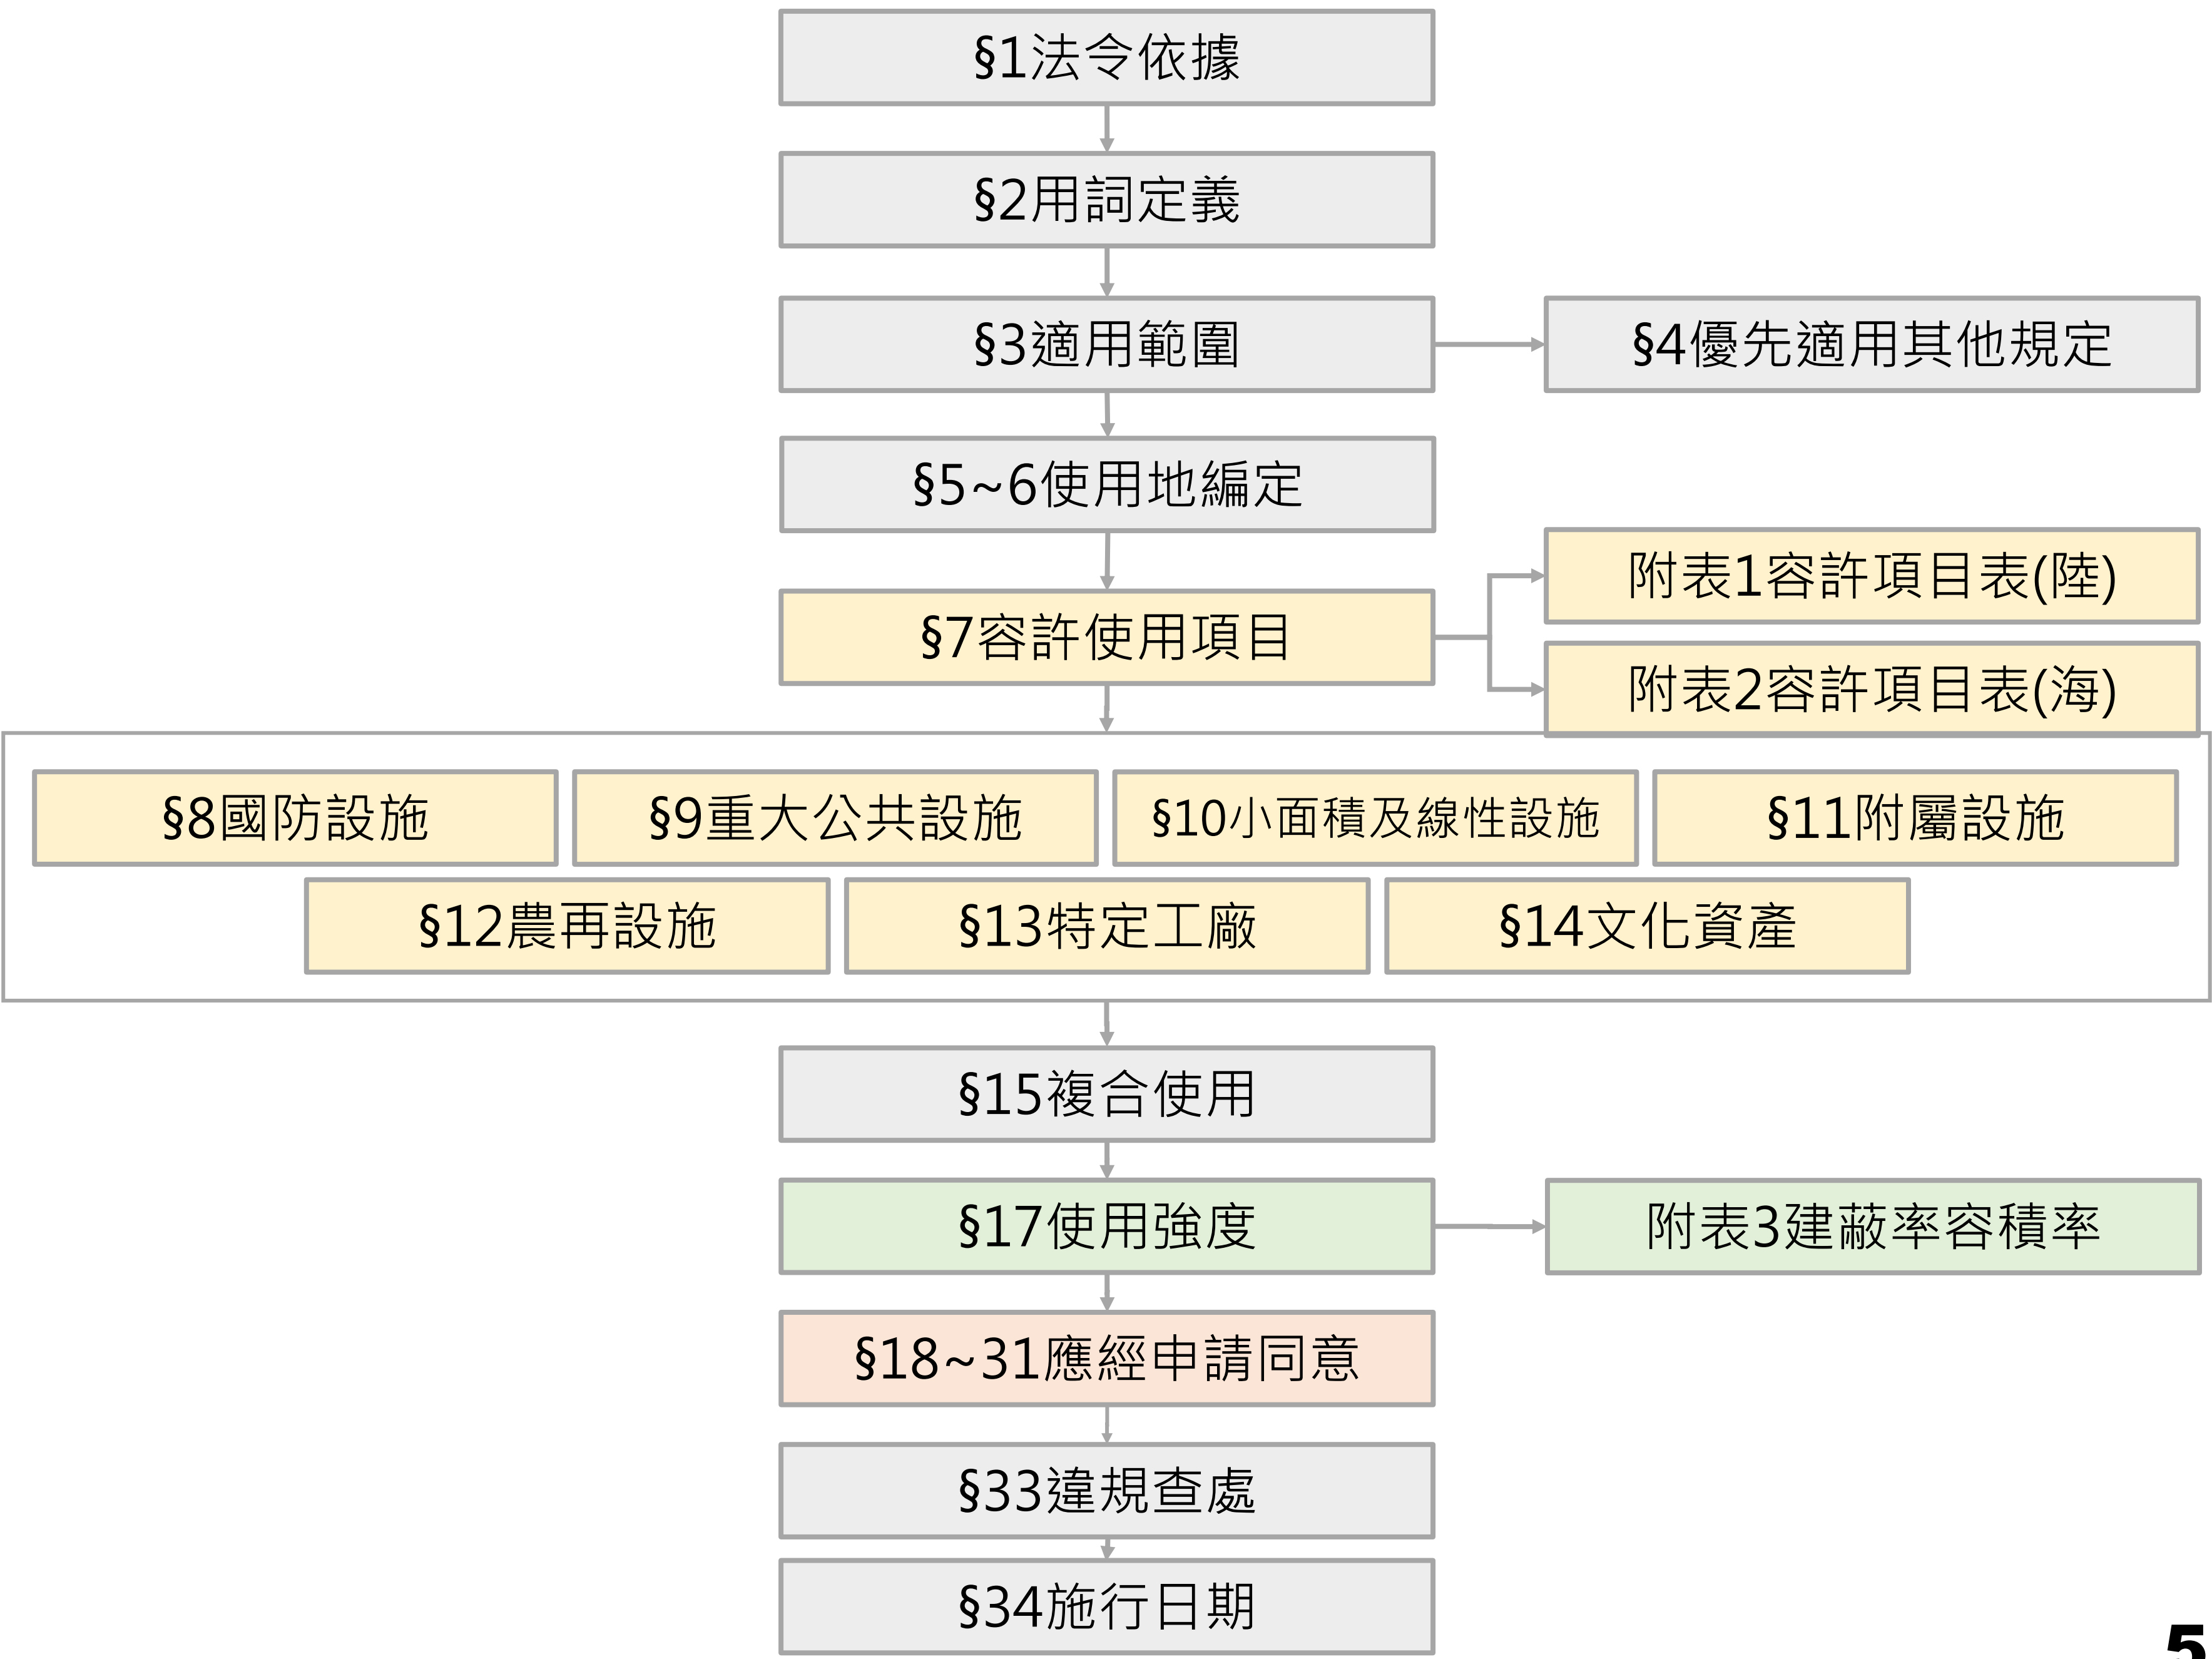 §1法令依據
§2用詞定義
§3適用範圍
§4優先適用其他規定
§5~6使用地編定
§7容許使用項目
附表1容許項目表(陸)
附表2容許項目表(海)
§8國防設施
§9重大公共設施
§10小面積及線性設施
§11附屬設施
§12農再設施
§13特定工廠
§14文化資產
§15複合使用
§17使用強度
附表3建蔽率容積率
§18~31應經申請同意
§33違規查處
§34施行日期
5